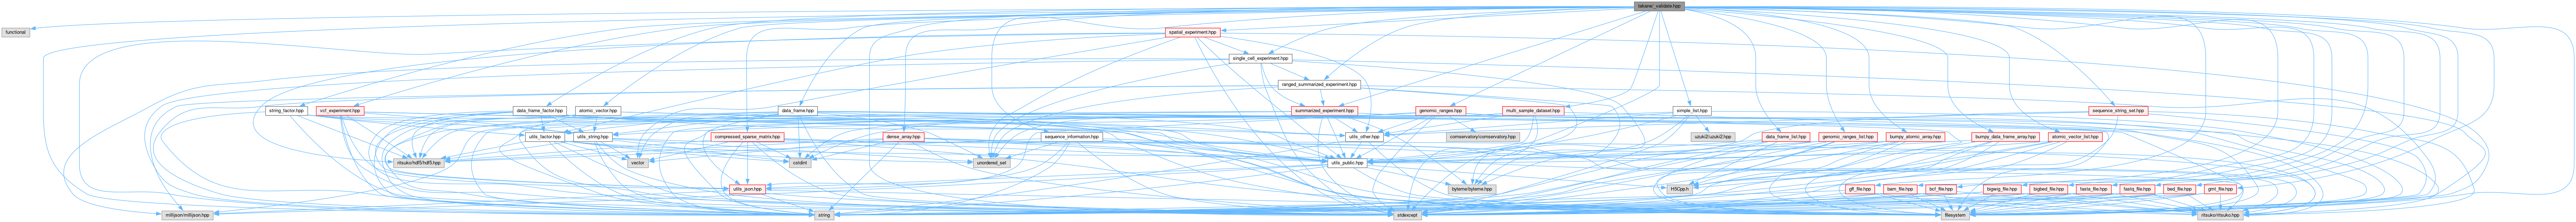 takane/_validate.hpp
functional
spatial_experiment.hpp
single_cell_experiment.hpp
ranged_summarized_experiment.hpp
string_factor.hpp
vcf_experiment.hpp
data_frame_factor.hpp
atomic_vector.hpp
data_frame.hpp
summarized_experiment.hpp
genomic_ranges.hpp
multi_sample_dataset.hpp
simple_list.hpp
sequence_string_set.hpp
utils_factor.hpp
utils_string.hpp
compressed_sparse_matrix.hpp
dense_array.hpp
sequence_information.hpp
utils_other.hpp
comservatory/comservatory.hpp
uzuki2/uzuki2.hpp
data_frame_list.hpp
genomic_ranges_list.hpp
bumpy_atomic_array.hpp
bumpy_data_frame_array.hpp
atomic_vector_list.hpp
ritsuko/hdf5/hdf5.hpp
vector
cstdint
unordered_set
utils_public.hpp
utils_json.hpp
byteme/byteme.hpp
H5Cpp.h
gff_file.hpp
bam_file.hpp
bcf_file.hpp
bigwig_file.hpp
bigbed_file.hpp
fasta_file.hpp
fastq_file.hpp
bed_file.hpp
gmt_file.hpp
millijson/millijson.hpp
string
stdexcept
filesystem
ritsuko/ritsuko.hpp